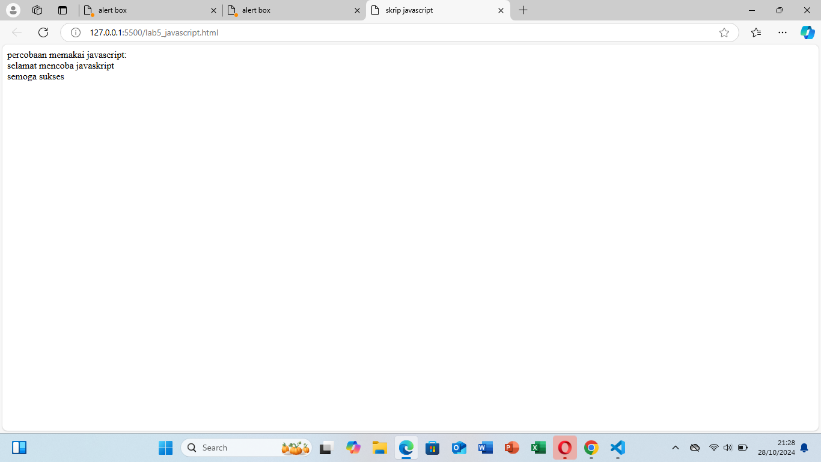 alert box
alert box
skrip javascript
127.0.0.1:5500/lab5_javascript.html
percobaan memakai javascript:
selamat mencoba javaskript
semoga sukses
Search
21:28
28/10/2024